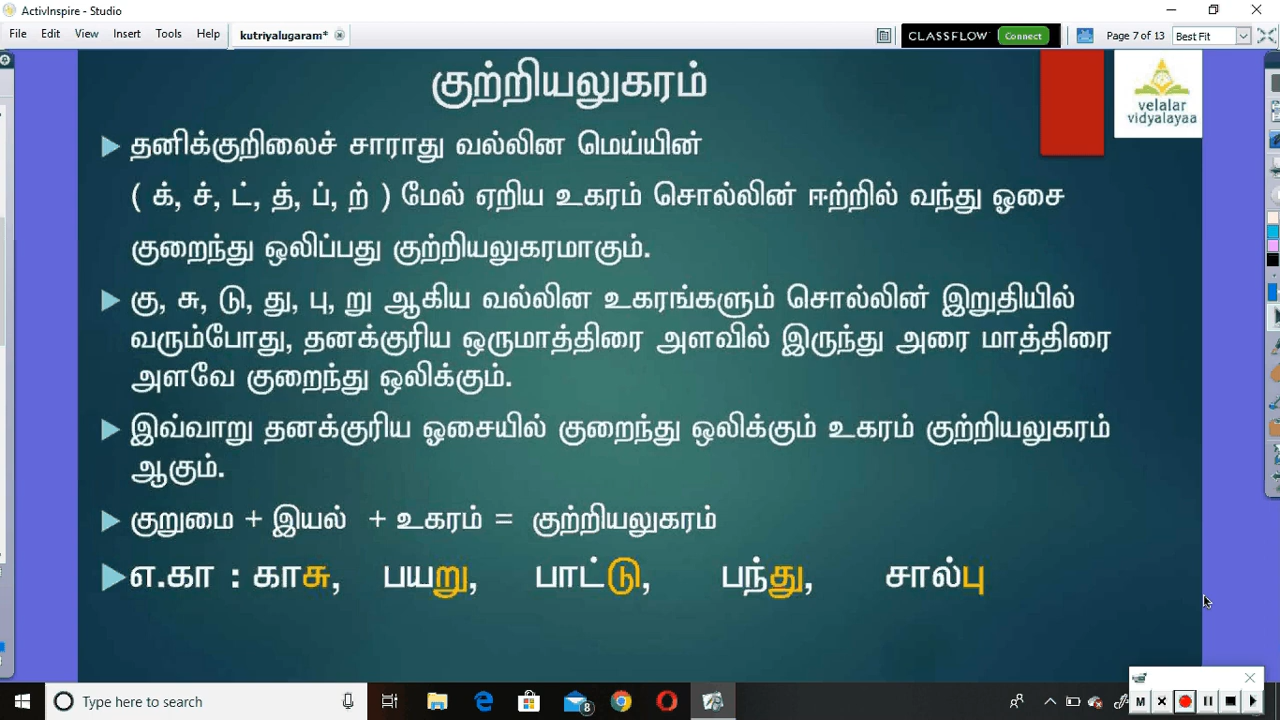 ActivInspire - Studio
File Edit View Insert Tools Help kutriyalugaram* CLASSFLOW Connect Page 7 of 13 Best Fit
குற்றியலுகரம்
velalar
vidyalayaa
தனிக்குறிலைச் சாராது வல்லின மெய்யின்
( க், ச், ட், த், ப், ற் ) மேல் ஏறிய உகரம் சொல்லின் ஈற்றில் வந்து ஓசை
குறைந்து ஒலிப்பது குற்றியலுகரமாகும்.
கு, சு, டு, து, பு, று ஆகிய வல்லின உகரங்களும் சொல்லின் இறுதியில்
வரும்போது, தனக்குரிய ஒருமாத்திரை அளவில் இருந்து அரை மாத்திரை
அளவே குறைந்து ஒலிக்கும்.
இவ்வாறு தனக்குரிய ஓசையில் குறைந்து ஒலிக்கும் உகரம் குற்றியலுகரம்
ஆகும்.
குறுமை + இயல் + உகரம் = குற்றியலுகரம்
எ.கா : காசு, பயறு, பாட்டு, பந்து, சால்பு
Type here to search
8
M